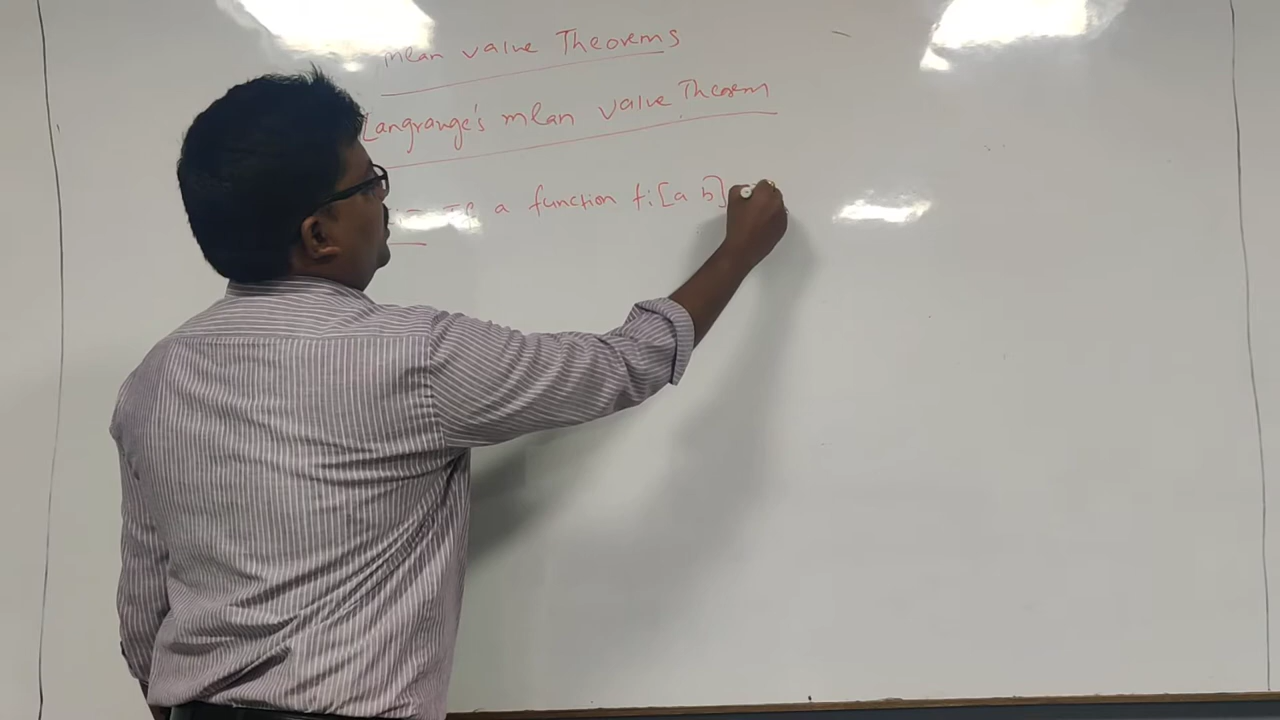 mean value Theorems
Langrange's mean value Theorem
:- If a function f:[a b]